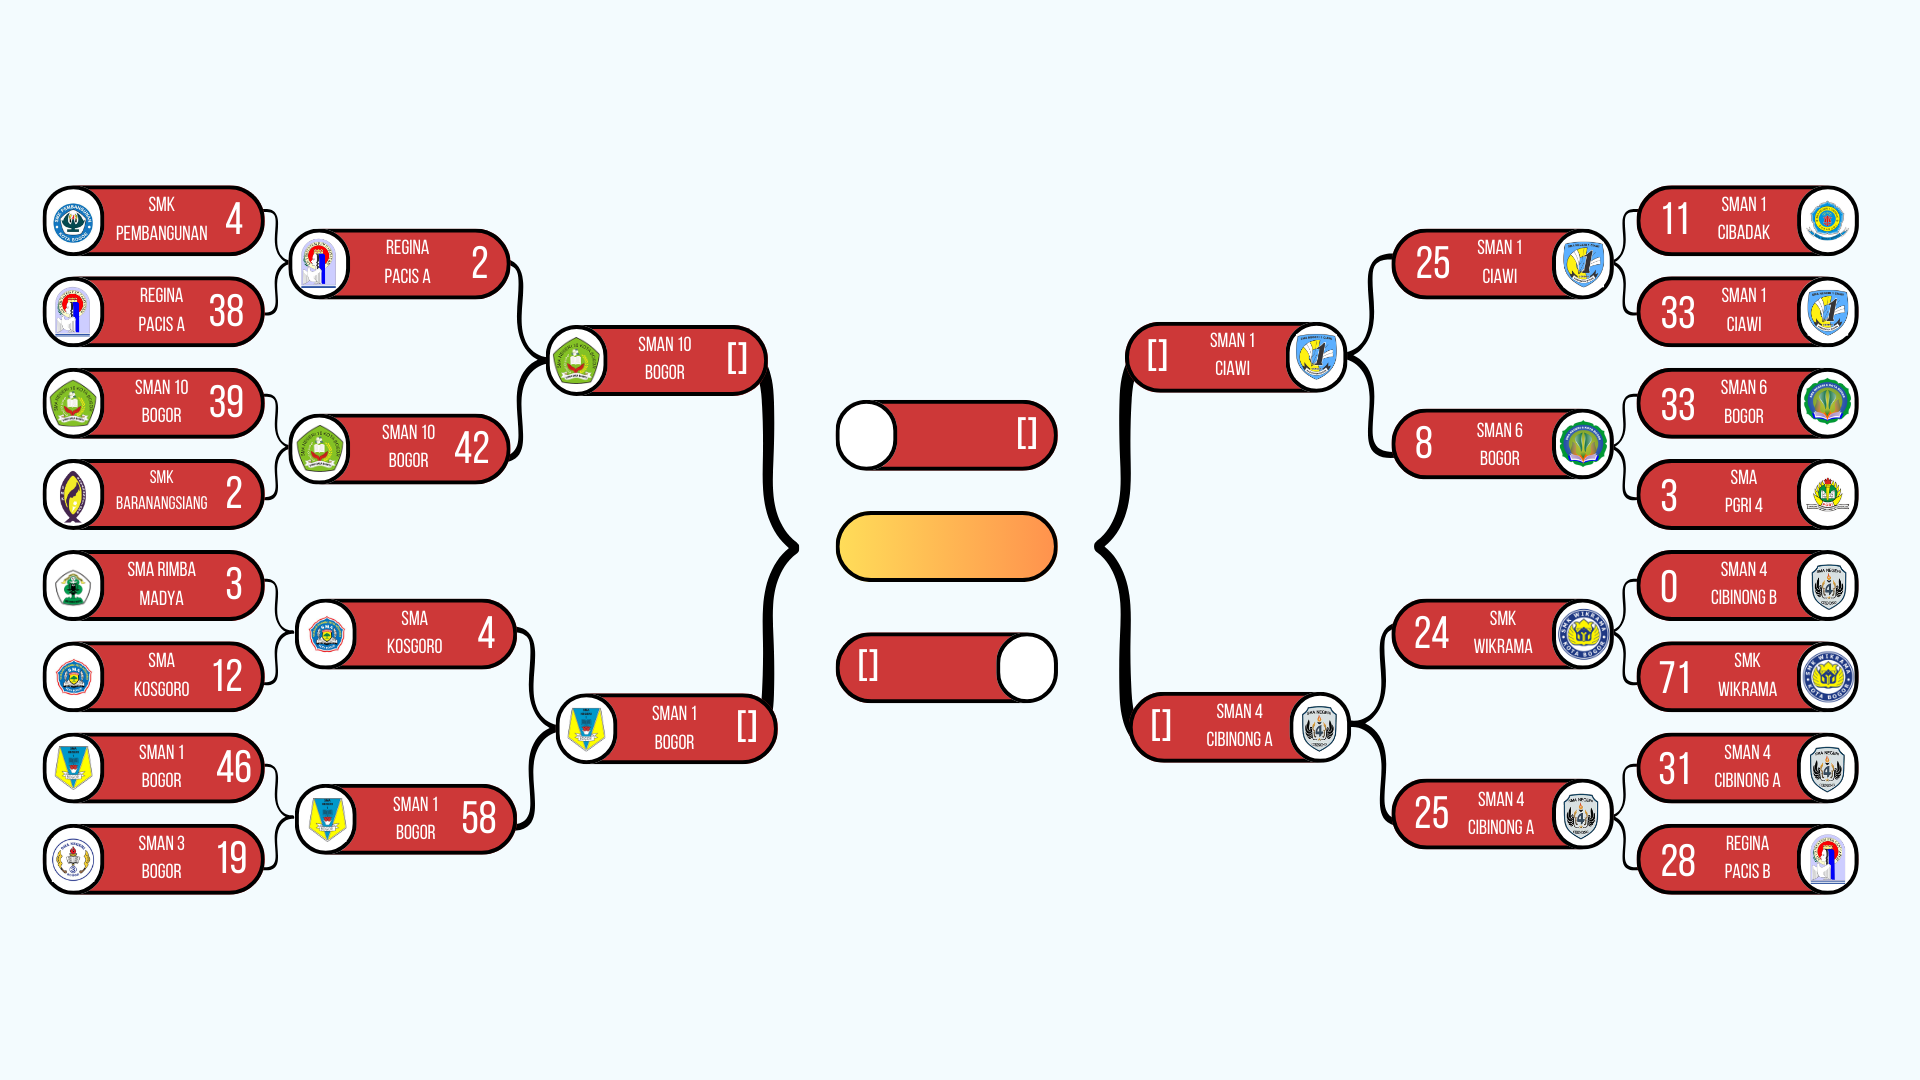 SMK
PEMBANGUNAN
4
REGINA
PACIS A
38
SMAN 10
BOGOR
39
SMK
BARANANGSIANG
2
SMA RIMBA
MADYA
3
SMA
KOSGORO
12
SMAN 1
BOGOR
46
SMAN 3
BOGOR
19
REGINA
PACIS A
2
SMAN 10
BOGOR
42
SMA
KOSGORO
4
SMAN 1
BOGOR
58
SMAN 10
BOGOR
[]
SMAN 1
BOGOR
[]
[]
[]
[]
SMAN 1
CIAWI
[]
SMAN 4
CIBINONG A
25
SMAN 1
CIAWI
8
SMAN 6
BOGOR
24
SMK
WIKRAMA
25
SMAN 4
CIBINONG A
11
SMAN 1
CIBADAK
33
SMAN 1
CIAWI
33
SMAN 6
BOGOR
3
SMA
PGRI 4
0
SMAN 4
CIBINONG B
71
SMK
WIKRAMA
31
SMAN 4
CIBINONG A
28
REGINA
PACIS B